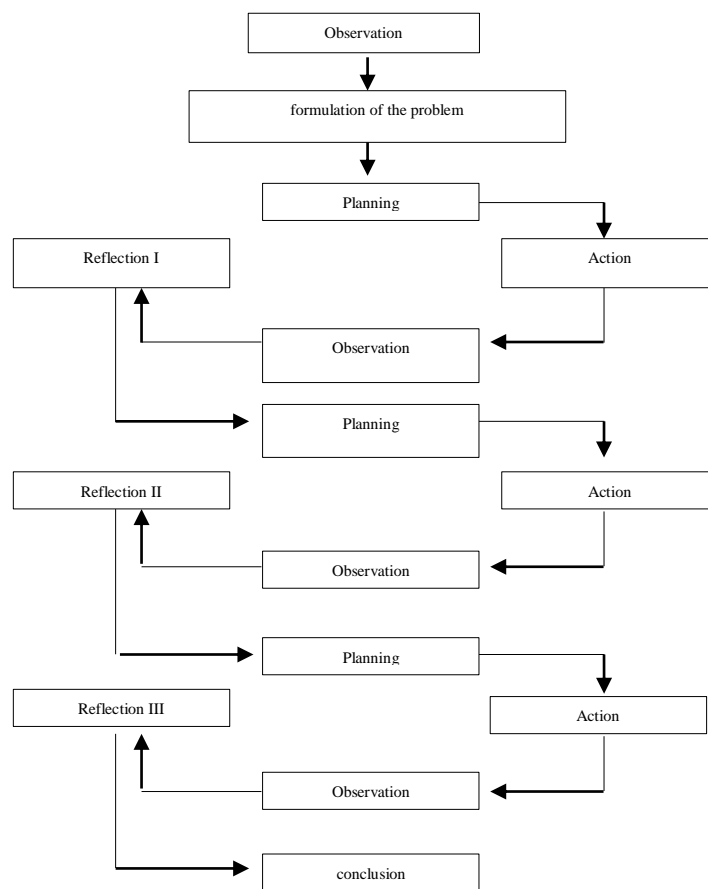 Observation
formulation of the problem
Planning
Reflection I
Action
Observation
Planning
Reflection II
Action
Observation
Planning
Reflection III
Action
Observation
conclusion